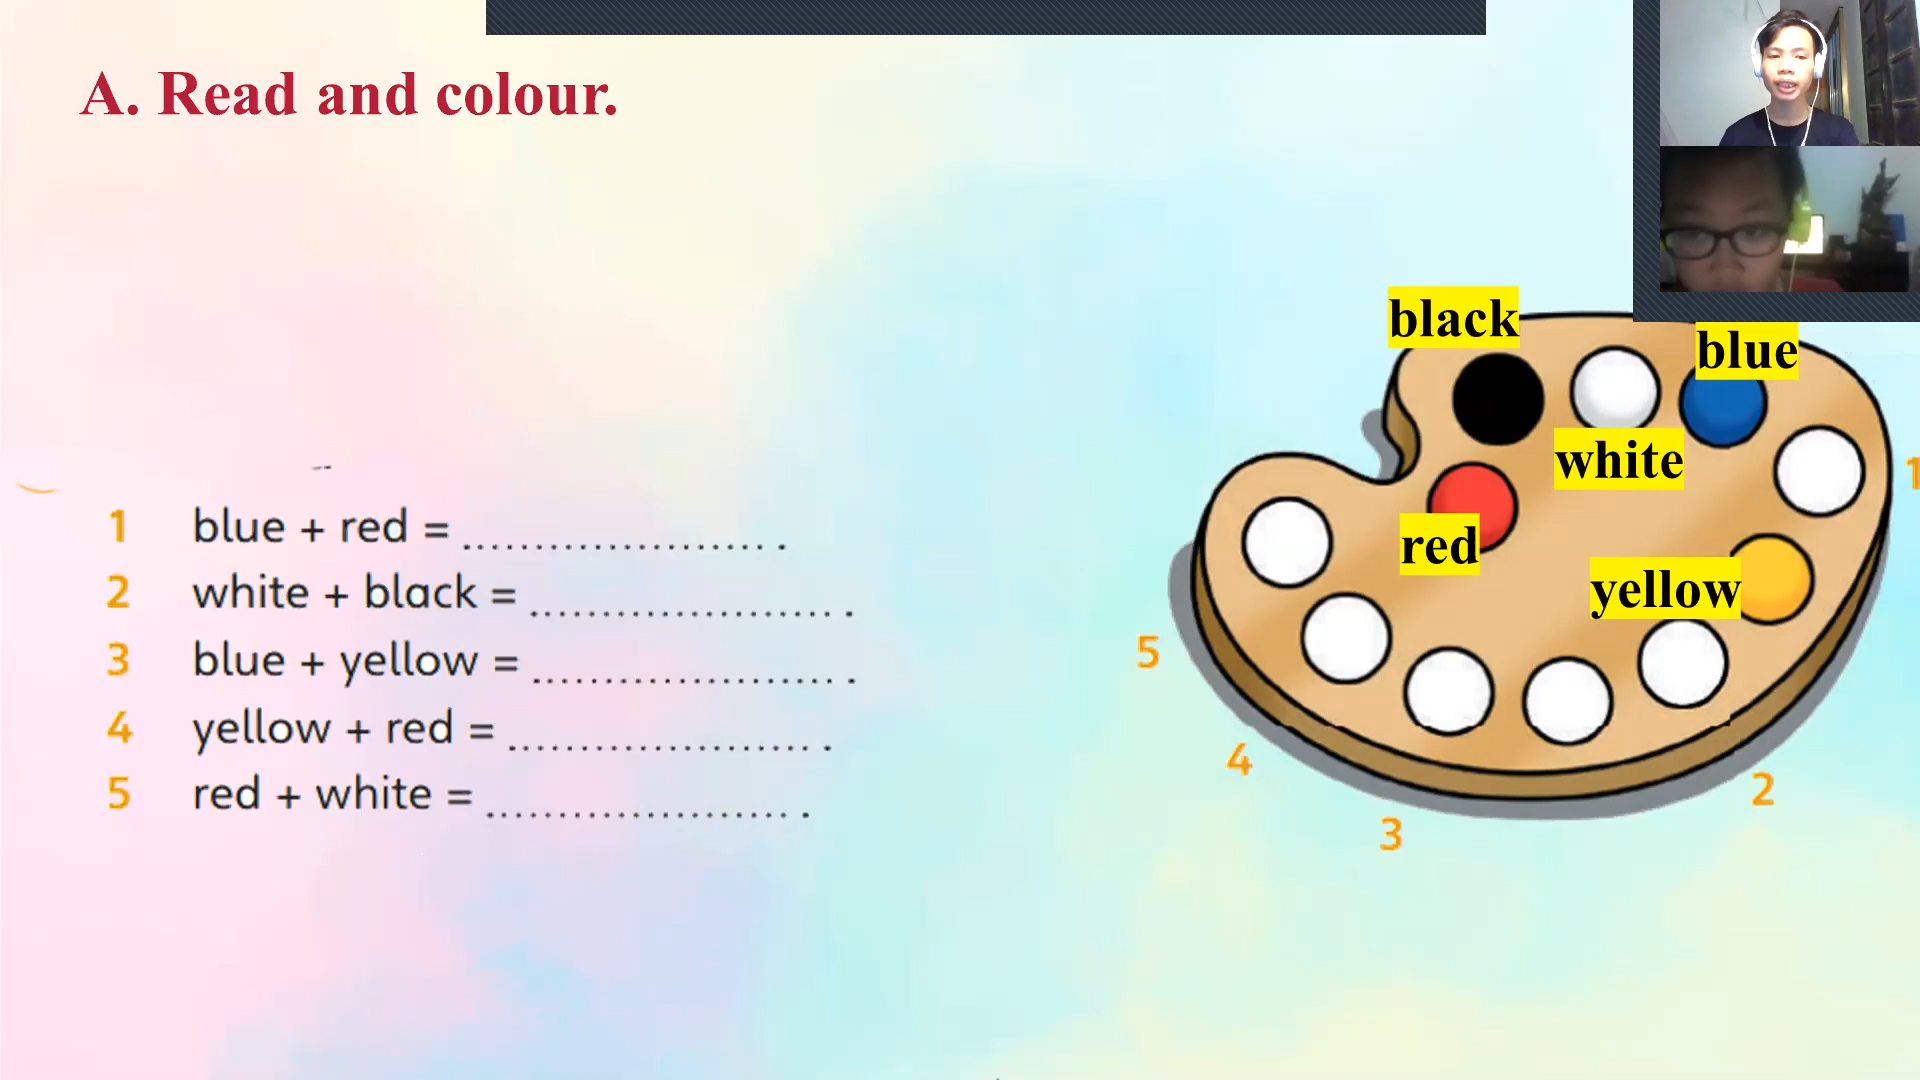 A. Read and colour.
black
blue
white
1
red
yellow
1 blue + red = ..................... .
2 white + black = ..................... .
3 blue + yellow = ..................... .
4 yellow + red = ..................... .
5 red + white = ..................... .
5
4
3
2